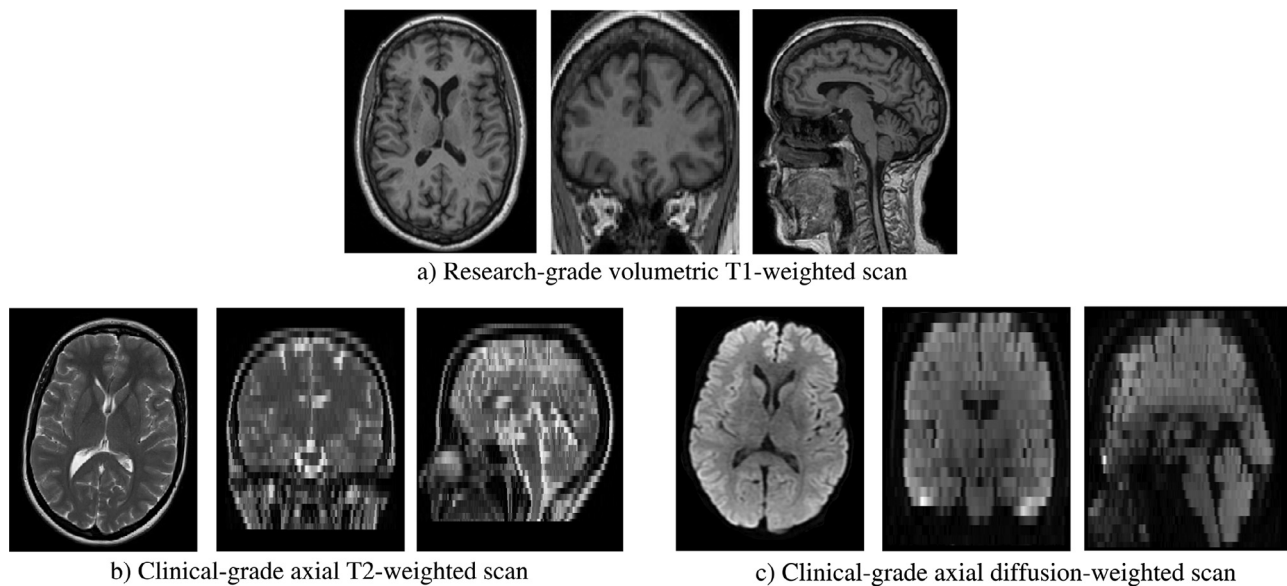 a) Research-grade volumetric T1-weighted scan
b) Clinical-grade axial T2-weighted scan
c) Clinical-grade axial diffusion-weighted scan